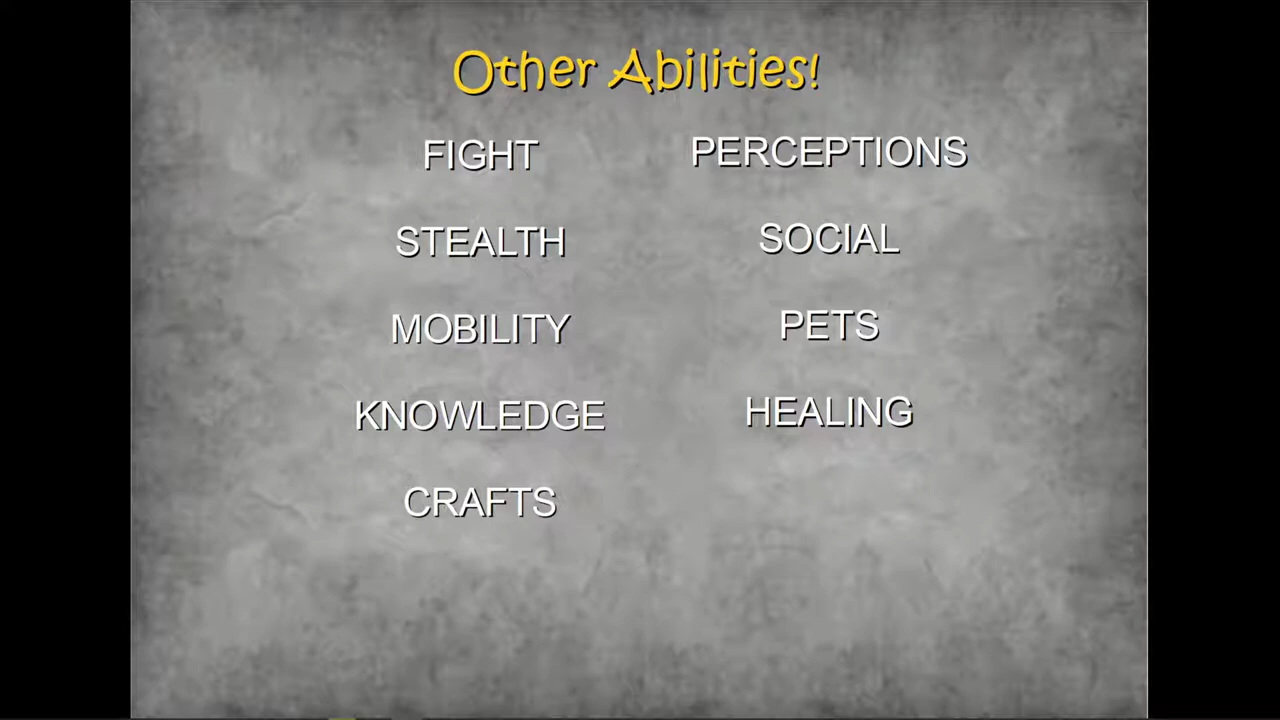 Other Abilities!
FIGHT
STEALTH
MOBILITY
KNOWLEDGE
CRAFTS
PERCEPTIONS
SOCIAL
PETS
HEALING